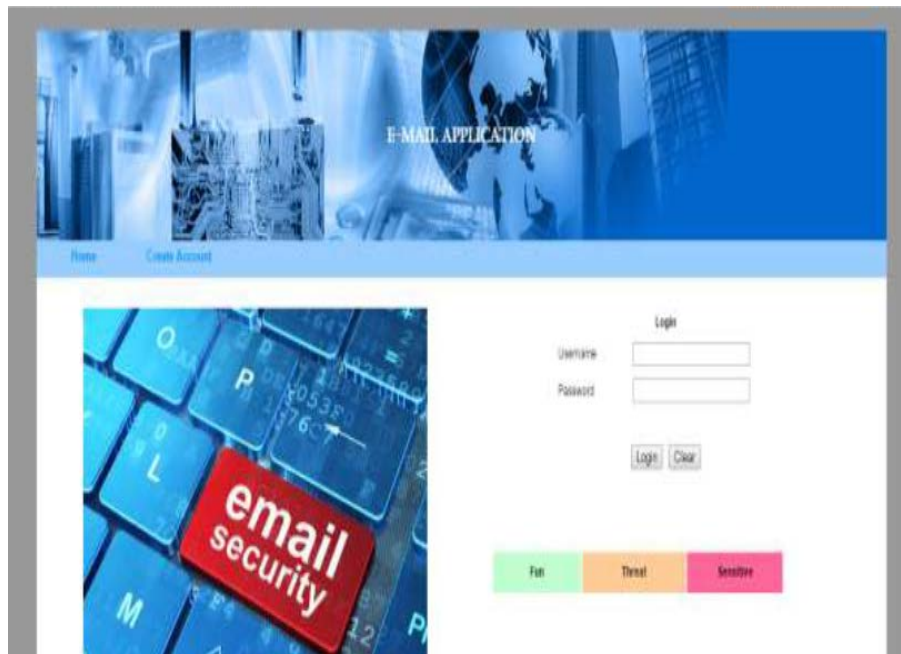 E-MAIL APPLICATION
Home Create Account
Login
Username
Password
Login Clear
Fun Threat Sensitive
O
P
L
email
security
M